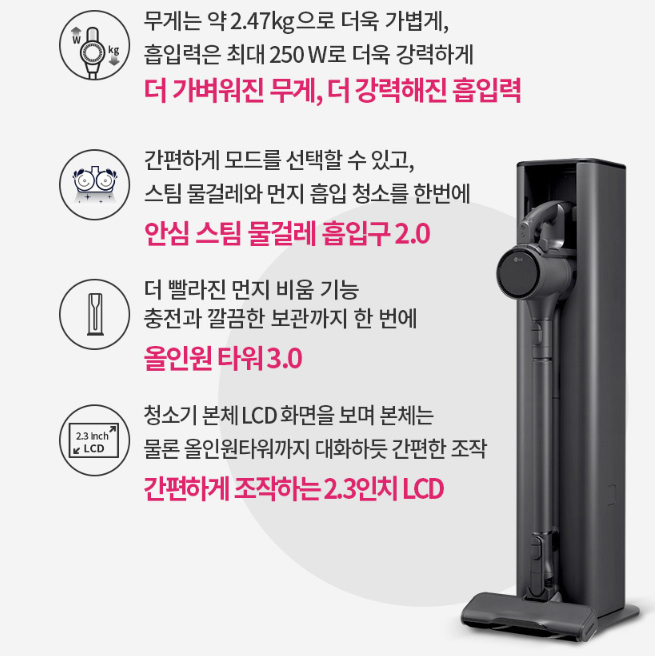 W
kg
무게는 약 2.47kg으로 더욱 가볍게,
흡입력은 최대 250 W로 더욱 강력하게
더 가벼워진 무게, 더 강력해진 흡입력
간편하게 모드를 선택할 수 있고,
스팀 물걸레와 먼지 흡입 청소를 한번에
안심 스팀 물걸레 흡입구 2.0
더 빨라진 먼지 비움 기능
충전과 깔끔한 보관까지 한 번에
올인원 타워 3.0
2.3 Inch
LCD
청소기 본체 LCD 화면을 보며 본체는
물론 올인원타워까지 대화하듯 간편한 조작
간편하게 조작하는 2.3인치 LCD
LG